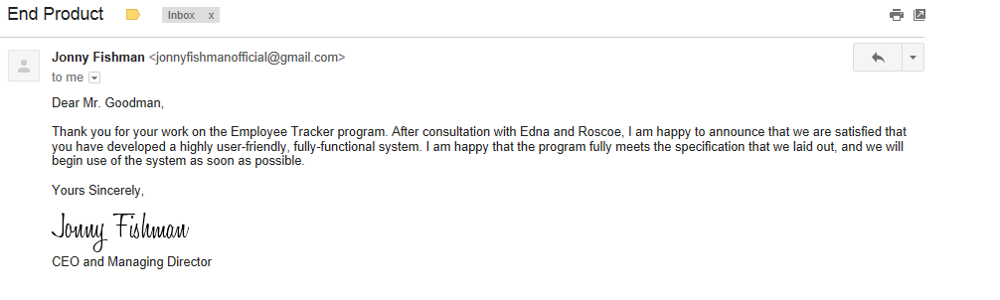 End Product
Inbox x
Jonny Fishman <jonnyfishmanofficial@gmail.com>
to me
Dear Mr. Goodman,
Thank you for your work on the Employee Tracker program. After consultation with Edna and Roscoe, I am happy to announce that we are satisfied that
you have developed a highly user-friendly, fully-functional system. I am happy that the program fully meets the specification that we laid out, and we will
begin use of the system as soon as possible.
Yours Sincerely,
Jonny Fishman
CEO and Managing Director